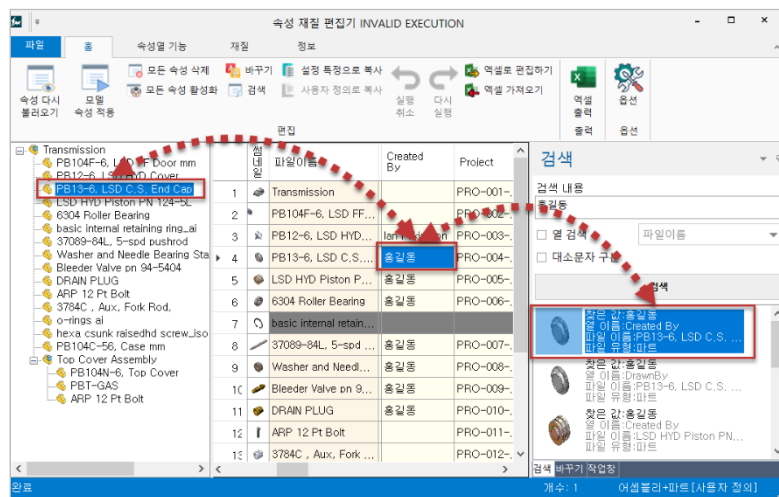 속성 재질 편집기 INVALID EXECUTION
파일 홈 속성열 기능 재질 정보
속성 다시 불러오기
모델 속성 적용
모든 속성 삭제
모든 속성 활성화
바꾸기
검색
설정 특정으로 복사
사용자 정의로 복사
실행 취소
다시 실행
엑셀로 편집하기
엑셀 가져오기
엑셀 출력
옵션
편집 출력 옵션
Transmission
PB104F-6, LSD FF Door mm
PB12-6, LSD HYD Cover
PB13-6, LSD C,S, End Cap
LSD HYD Piston PN 124-5L
6304 Roller Bearing
basic internal retaining ring_ai
37089-84L, 5-spd pushrod
Washer and Needle Bearing Sta
Bleeder Valve pn 94-5404
DRAIN PLUG
ARP 12 Pt Bolt
3784C , Aux, Fork Rod,
o-rings ai
hexa csunk raisedhd screw_iso
PB104C-56, Case mm
Top Cover Assembly
PB104N-6, Top Cover
PBT-GAS
ARP 12 Pt Bolt
썸네일 파일이름 Created By Project
1 Transmission PRO-001-.
2 PB104F-6, LSD FF... PRO-002-.
3 PB12-6, LSD HYD... PRO-003-.
4 PB13-6, LSD C,S,... 홍길동 PRO-004-.
5 LSD HYD Piston P... 홍길동 PRO-005-.
6 6304 Roller Bearing 홍길동 PRO-006-.
7 basic internal retain...
8 37089-84L, 5-spd ... 홍길동 PRO-007-.
9 Washer and Needl... 홍길동 PRO-008-.
10 Bleeder Valve pn 9... 홍길동 PRO-009-.
11 DRAIN PLUG 홍길동 PRO-010-.
12 ARP 12 Pt Bolt PRO-011-.
13 3784C , Aux, Fork... 홍길동 PRO-012-.
검색
검색 내용
홍길동
열 검색 파일이름
대소문자 구분
검색
찾은 값:홍길동
열 이름:Created By
파일 이름:PB13-6, LSD C,S, ...
파일 유형:파트
찾은 값:홍길동
열 이름:DrawnBy
파일 이름:PB13-6, LSD C,S, ...
파일 유형:파트
찾은 값:홍길동
열 이름:Created By
파일 이름:LSD HYD Piston PN...
파일 유형:파트
검색 바꾸기 작업창
완료 개수: 1 어셈블리+파트[사용자 정의]